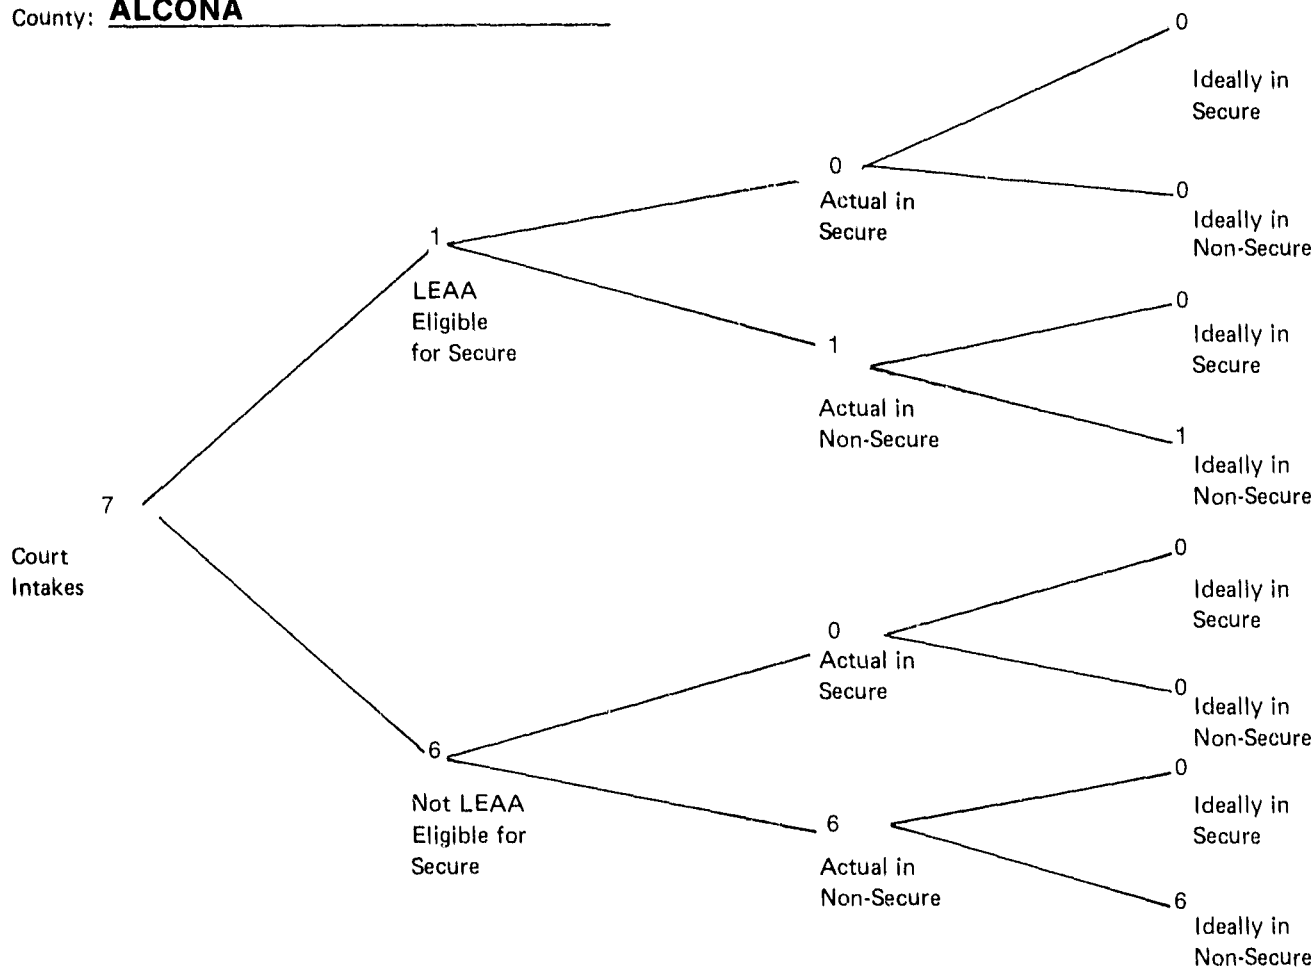 County: ALCONA
0
Ideally in
Secure
0
Actual in
Secure
0
Ideally in
Non-Secure
1
LEAA
Eligible
for Secure
0
Ideally in
Secure
1
Actual in
Non-Secure
1
Ideally in
Non-Secure
7
Court
Intakes
0
Ideally in
Secure
0
Actual in
Secure
0
Ideally in
Non-Secure
6
Not LEAA
Eligible for
Secure
0
Ideally in
Secure
6
Actual in
Non-Secure
6
Ideally in
Non-Secure